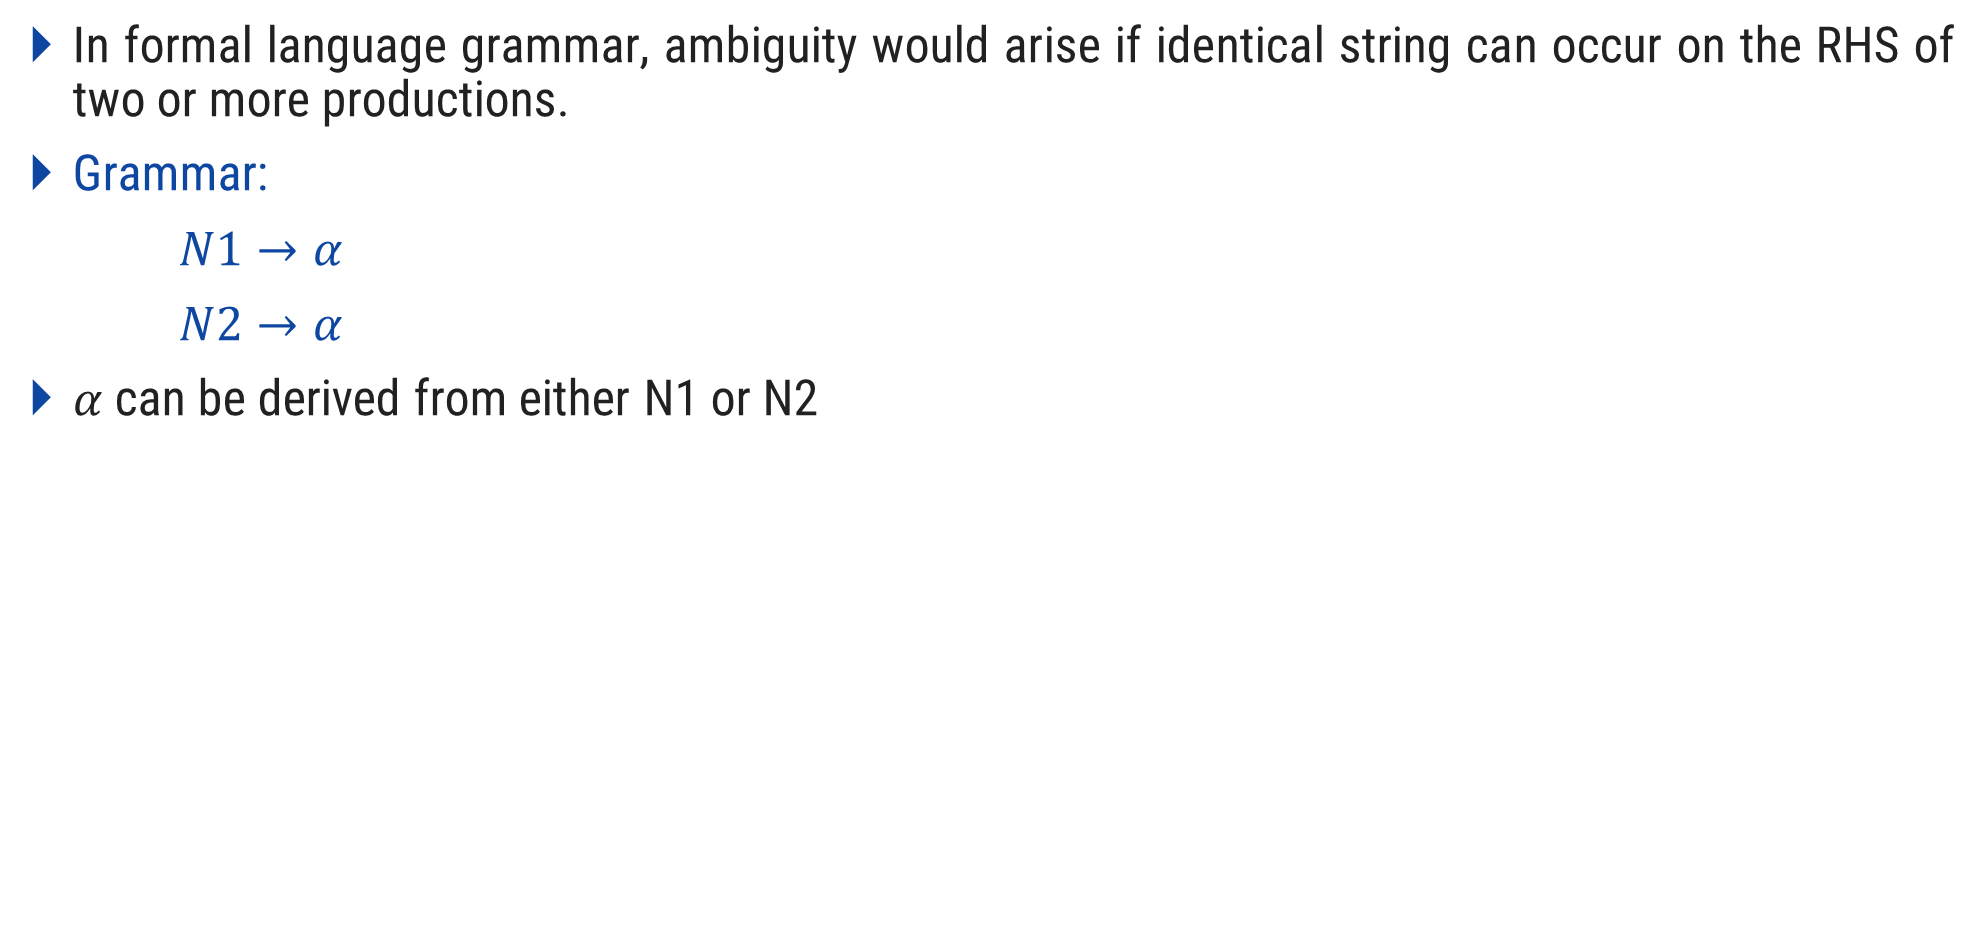 In formal language grammar, ambiguity would arise if identical string can occur on the RHS of
two or more productions.
Grammar:
N1 → α
N2 → α
α can be derived from either N1 or N2